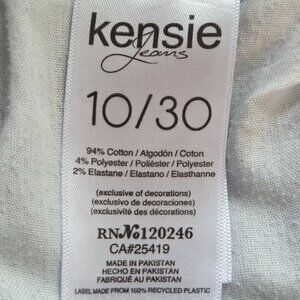 kensie
Jeans
10/30
94% Cotton / Algodón / Coton
4% Polyester / Poliéster / Polyester
2% Elastane / Elastano / Elasthanne
(exclusive of decorations)
(exclusivo de decoraciones)
(exclusivité des décorations)
RN№120246
CA#25419
MADE IN PAKISTAN
HECHO EN PAKISTÁN
FABRIQUÉ AU PAKISTAN
LABEL MADE FROM 100% RECYCLED PLASTIC